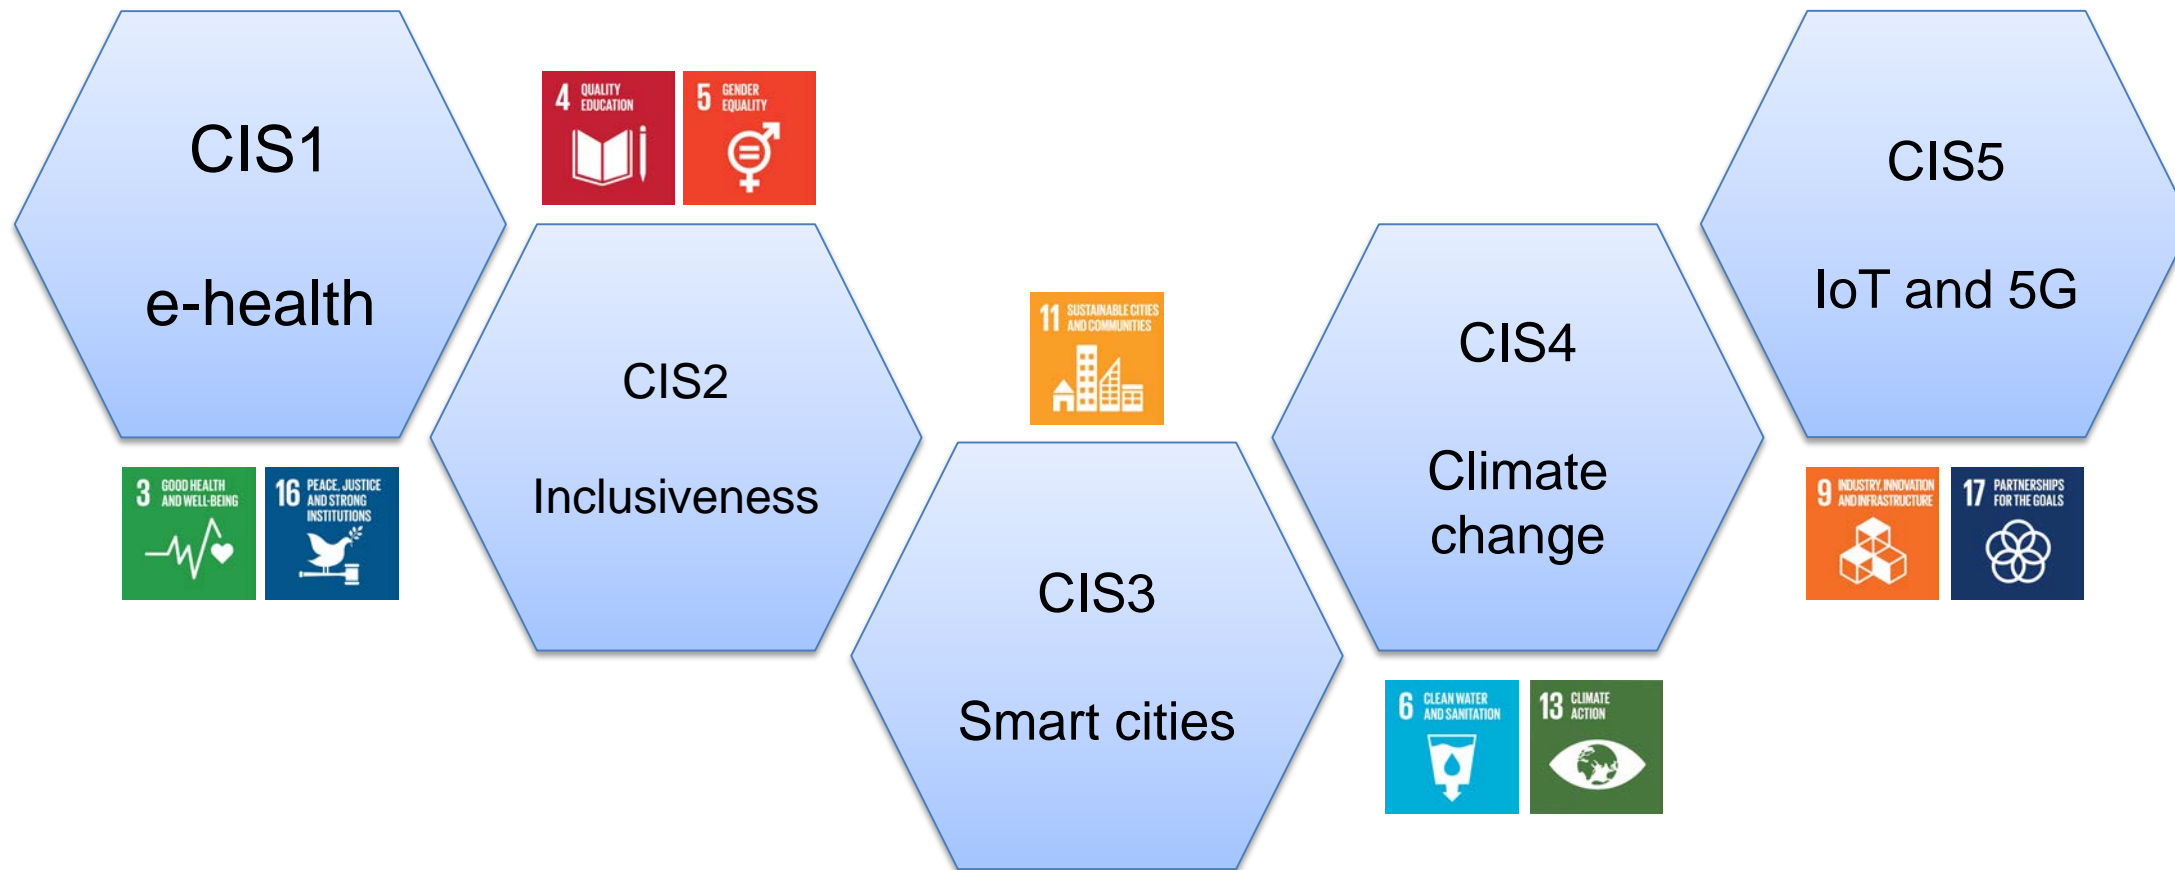 CIS1
e-health
3 GOOD HEALTH
AND WELL-BEING
16 PEACE, JUSTICE
AND STRONG
INSTITUTIONS
4 QUALITY
EDUCATION
5 GENDER
EQUALITY
CIS2
Inclusiveness
11 SUSTAINABLE CITIES
AND COMMUNITIES
CIS3
Smart cities
CIS4
Climate
change
6 CLEAN WATER
AND SANITATION
13 CLIMATE
ACTION
CIS5
IoT and 5G
9 INDUSTRY, INNOVATION
AND INFRASTRUCTURE
17 PARTNERSHIPS
FOR THE GOALS